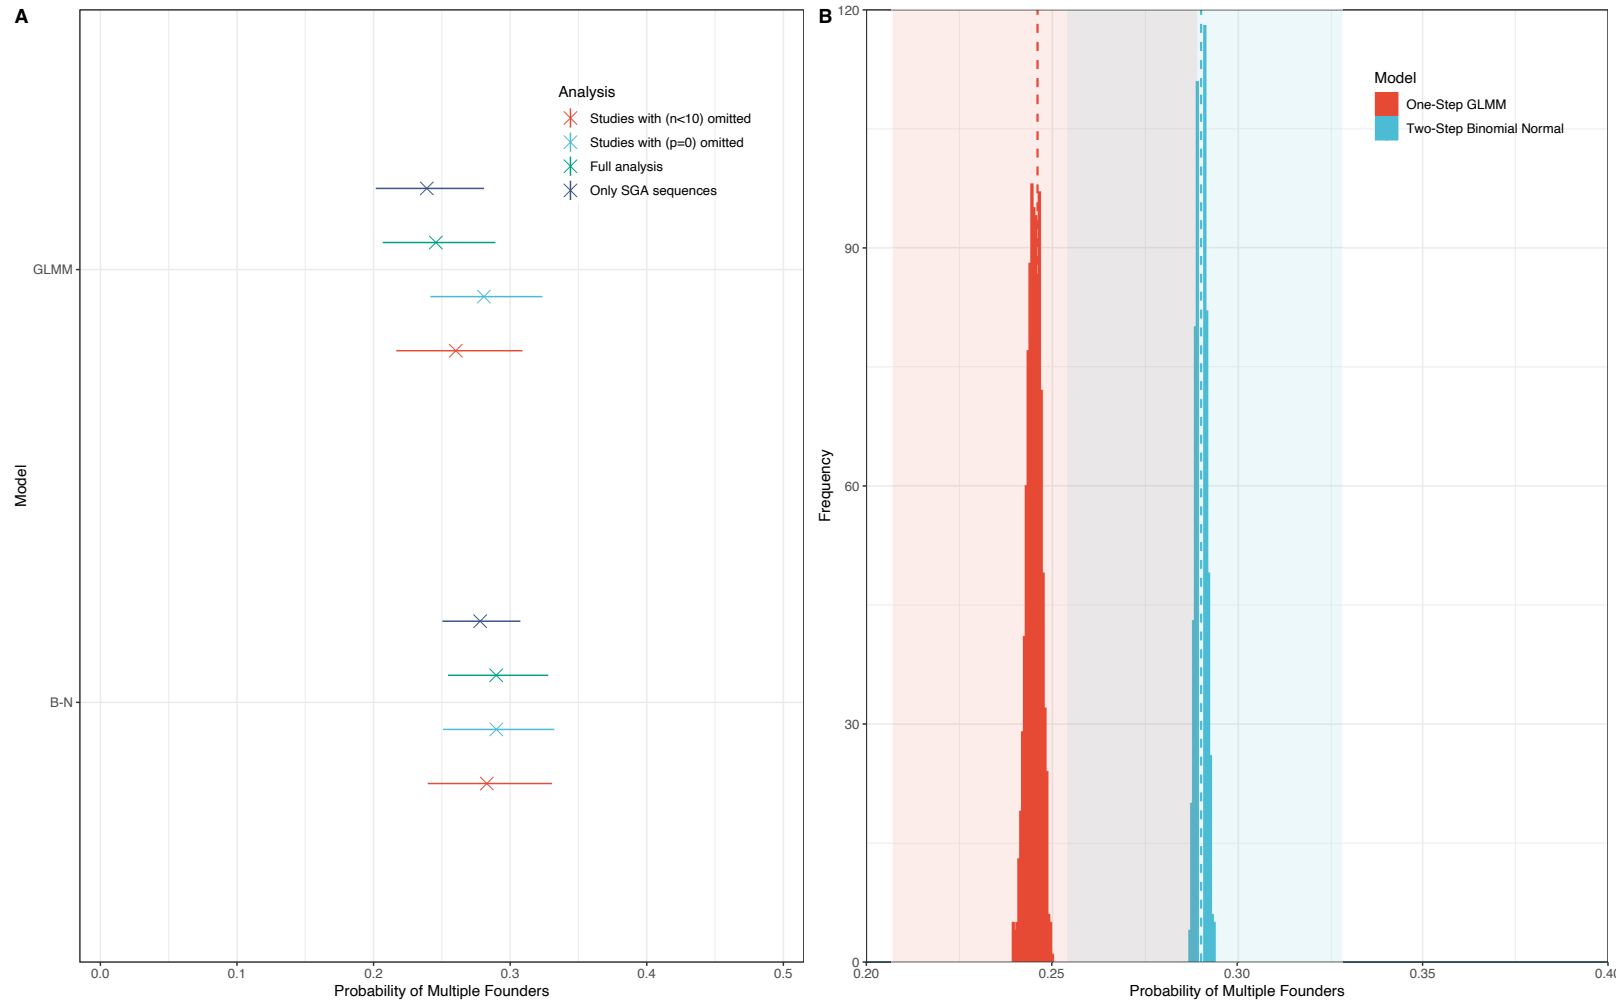 A
Analysis
Studies with (n<10) omitted
Studies with (p=0) omitted
Full analysis
Only SGA sequences
GLMM
B-N
Model
0.0 0.1 0.2 0.3 0.4 0.5
Probability of Multiple Founders
B
Model
One-Step GLMM
Two-Step Binomial Normal
120
90
60
30
0
Frequency
0.20 0.25 0.30 0.35 0.40
Probability of Multiple Founders